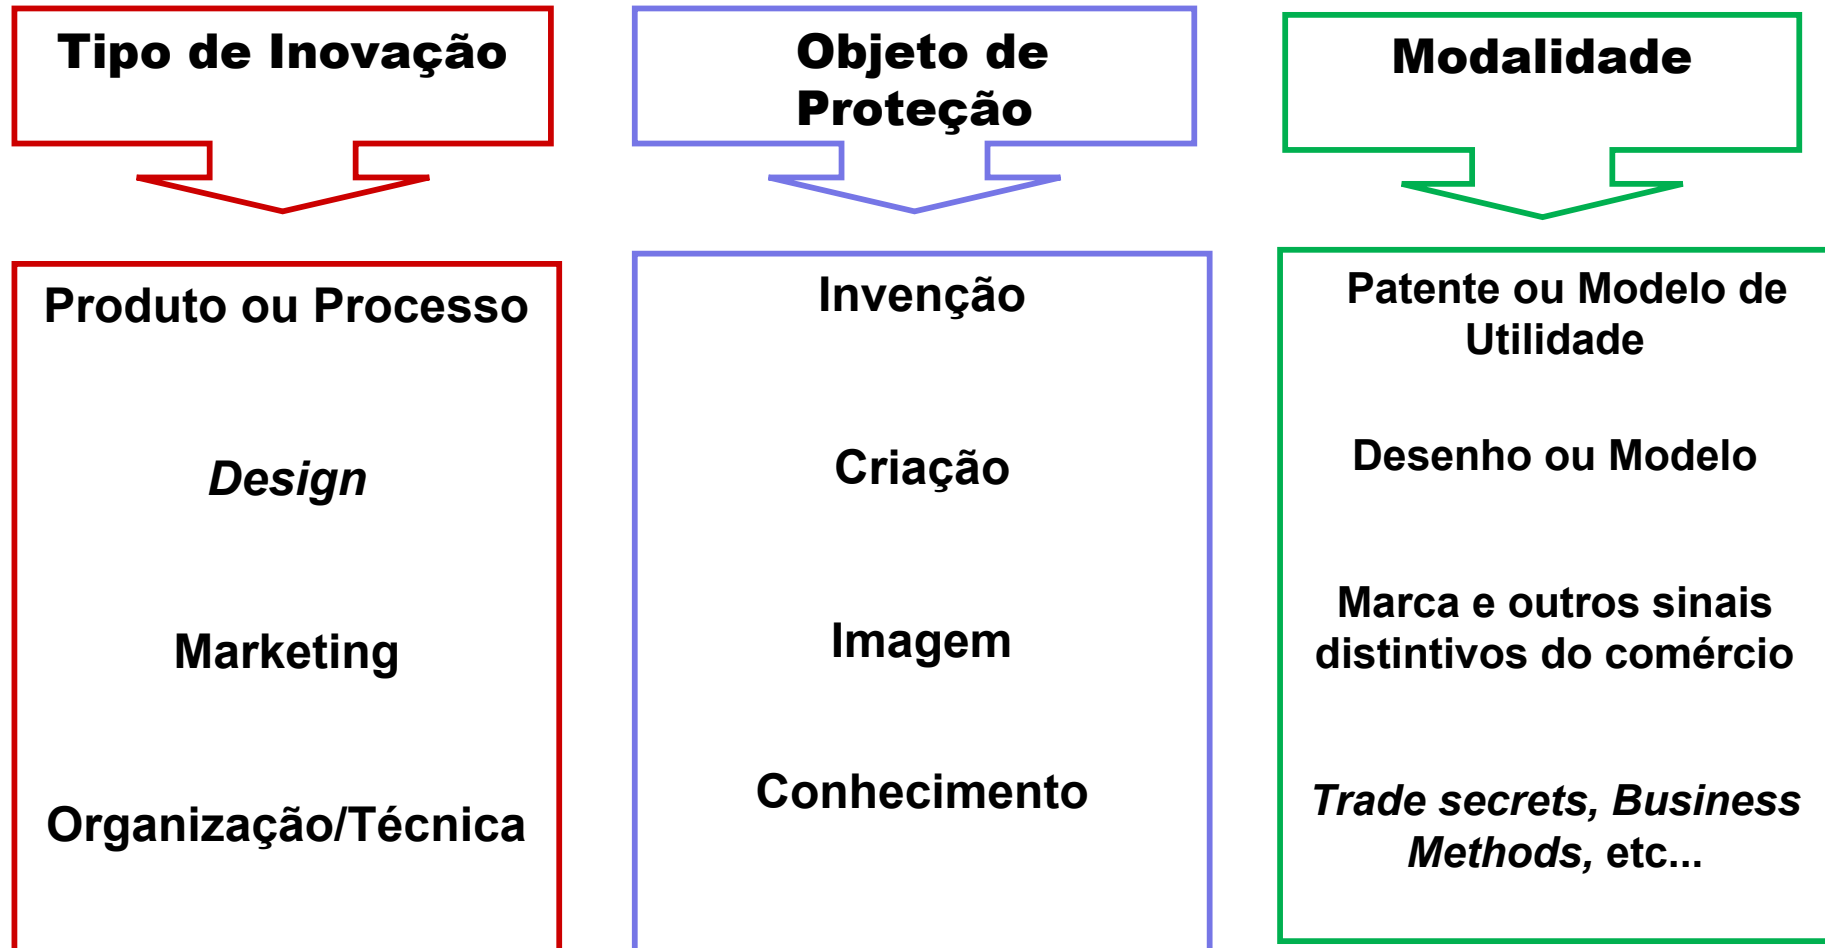 Tipo de Inovação
Objeto de
Proteção
Modalidade
Produto ou Processo
Design
Marketing
Organização/Técnica
Invenção
Criação
Imagem
Conhecimento
Patente ou Modelo de
Utilidade
Desenho ou Modelo
Marca e outros sinais
distintivos do comércio
Trade secrets, Business
Methods, etc...